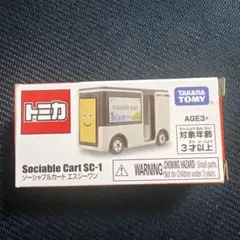 トミカ
TAKARA
TOMY
AGE3+
対象年齢
3才以上
Sociable Cart
Sociable Cart SC-1
ソーシャブルカート エスシーワン
WARNING:
CHOKING HAZARD: Small parts.
Not for Children under 3 years.